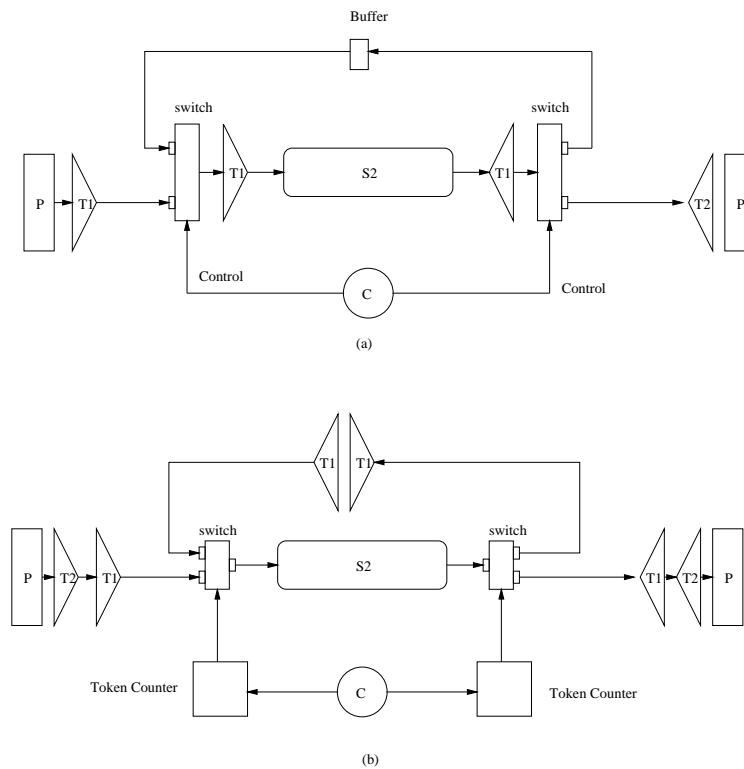 Buffer
switch
switch
P
T1
T1
S2
T1
T2
P
Control
C
Control
(a)
T1
T1
switch
switch
P
T2
T1
S2
T1
T2
P
Token Counter
C
Token Counter
(b)